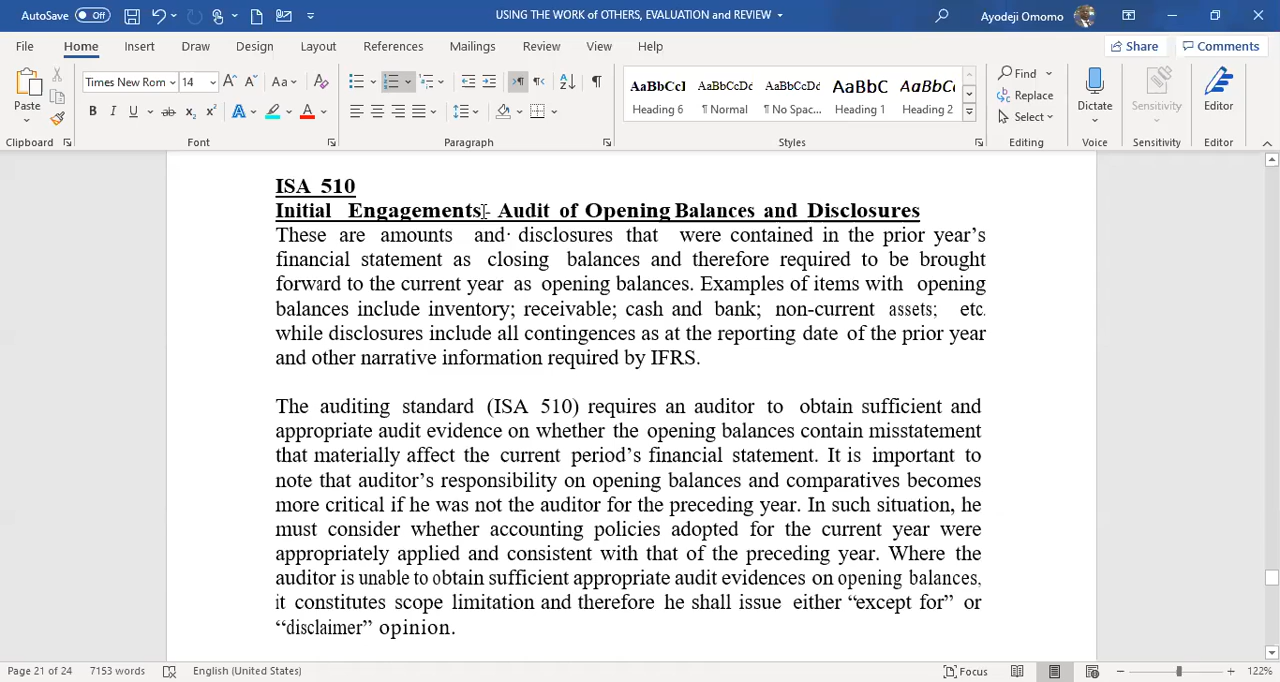 AutoSave Off USING THE WORK of OTHERS, EVALUATION and REVIEW Ayodeji Omomo
File Home Insert Draw Design Layout References Mailings Review View Help Share Comments
Paste Times New Rom 14 Aa AaBbCcI AaBbCcDc AaBbCcDc AaBbC AaBbC Find Replace Select Dictate Sensitivity Editor
Heading 6 ¶ Normal ¶ No Spac... Heading 1 Heading 2
Clipboard Font Paragraph Styles Editing Voice Sensitivity Editor
ISA 510
Initial Engagements- Audit of Opening Balances and Disclosures
These are amounts and· disclosures that were contained in the prior year’s
financial statement as closing balances and therefore required to be brought
forward to the current year as opening balances. Examples of items with opening
balances include inventory; receivable; cash and bank; non-current assets; etc.
while disclosures include all contingences as at the reporting date of the prior year
and other narrative information required by IFRS.
The auditing standard (ISA 510) requires an auditor to obtain sufficient and
appropriate audit evidence on whether the opening balances contain misstatement
that materially affect the current period’s financial statement. It is important to
note that auditor’s responsibility on opening balances and comparatives becomes
more critical if he was not the auditor for the preceding year. In such situation, he
must consider whether accounting policies adopted for the current year were
appropriately applied and consistent with that of the preceding year. Where the
auditor is unable to obtain sufficient appropriate audit evidences on opening balances,
it constitutes scope limitation and therefore he shall issue either “except for” or
“disclaimer” opinion.
Page 21 of 24 7153 words English (United States) Focus 122%